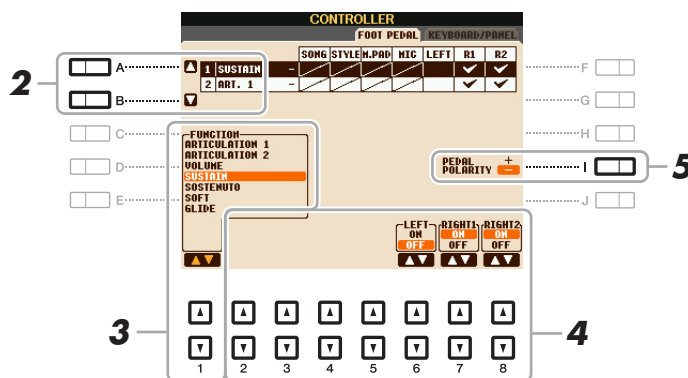 CONTROLLER
FOOT PEDAL KEYBOARD/PANEL
SONG STYLE M.PAD MIC LEFT R1 R2
1 SUSTAIN –
2 ART. 1 –
2
A
B
C
D
E
F
G
H
I
J
FUNCTION
ARTICULATION 1
ARTICULATION 2
VOLUME
SUSTAIN
SOSTENUTO
SOFT
GLIDE
PEDAL POLARITY + –
5
LEFT RIGHT1 RIGHT2
ON ON ON
OFF OFF OFF
3
4
1 2 3 4 5 6 7 8